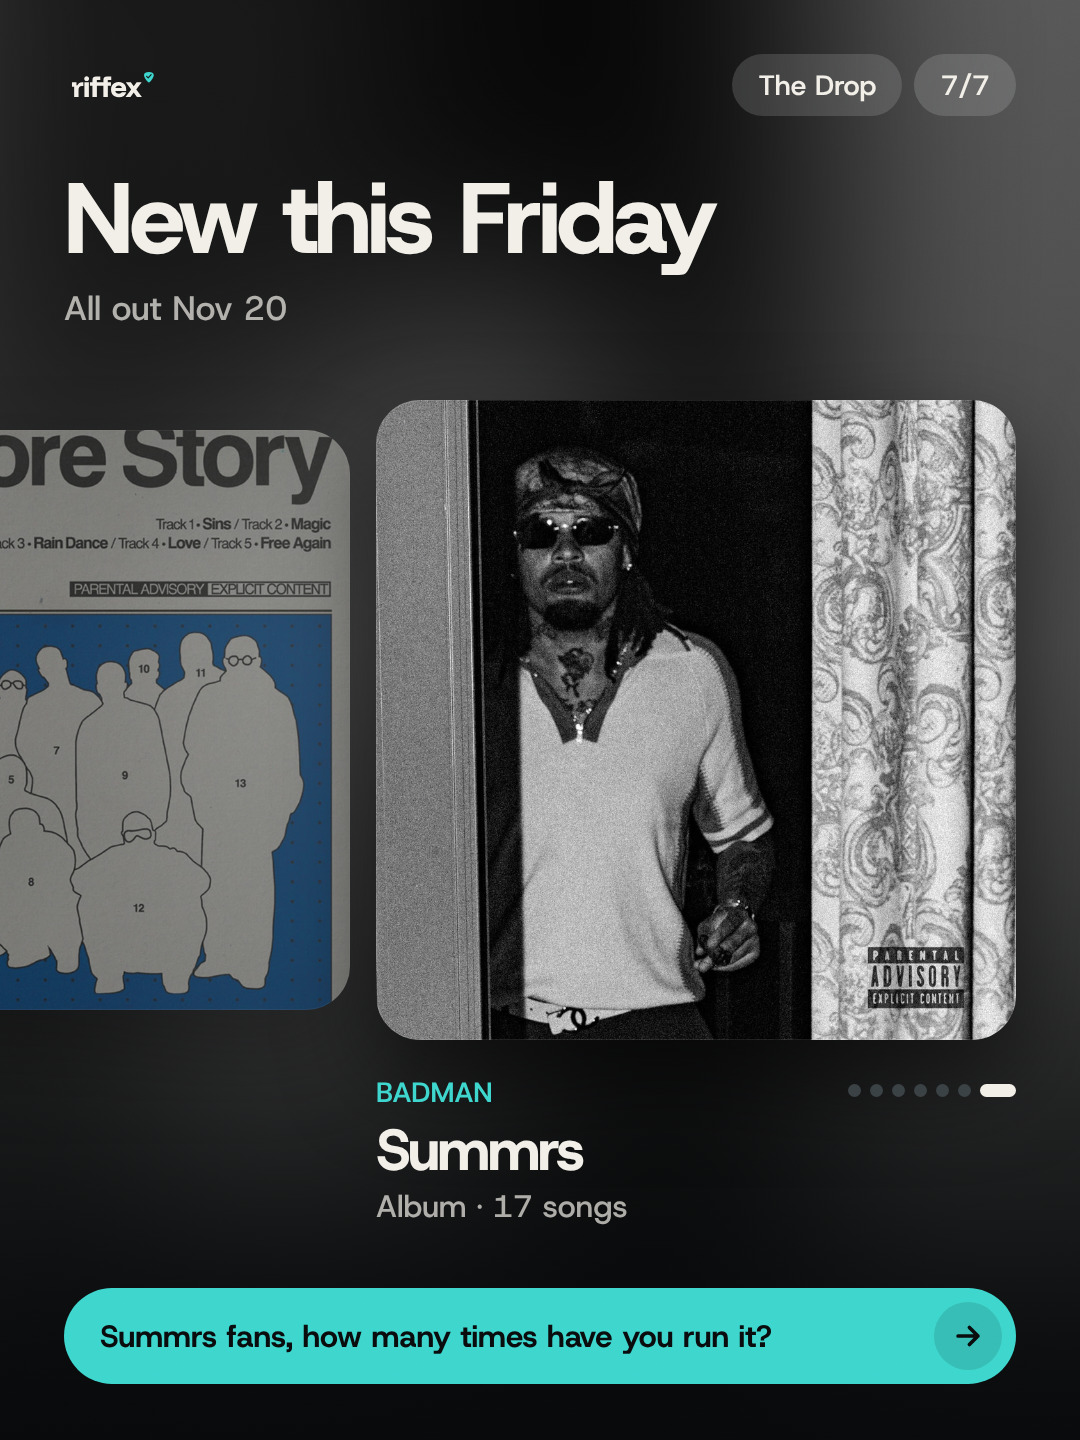 riffex
The Drop
7/7
New this Friday
All out Nov 20
ore Story
Track 1 • Sins / Track 2 • Magic
ck 3 • Rain Dance / Track 4 • Love / Track 5 • Free Again
PARENTAL ADVISORY EXPLICIT CONTENT
10
11
7
9
5
13
8
12
PARENTAL
ADVISORY
EXPLICIT CONTENT
BADMAN
Summrs
Album · 17 songs
Summrs fans, how many times have you run it?